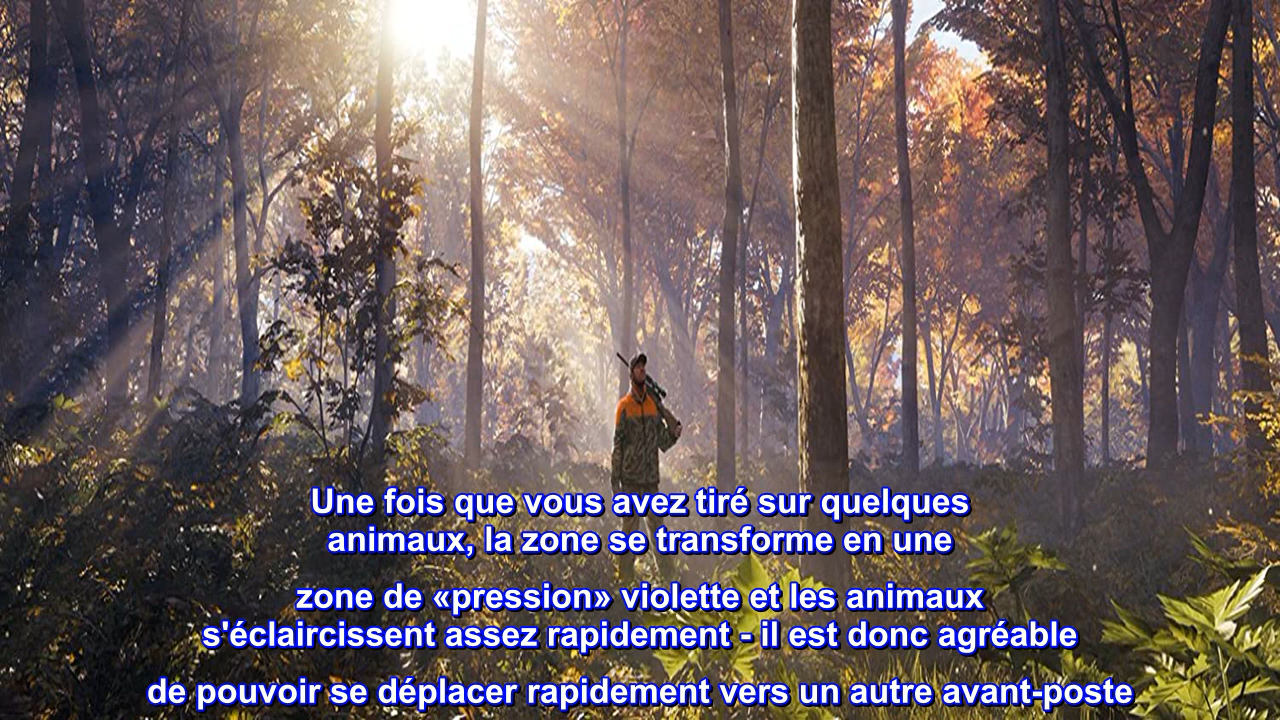 Une fois que vous avez tiré sur quelques
animaux, la zone se transforme en une
zone de «pression» violette et les animaux
s'éclaircissent assez rapidement - il est donc agréable
de pouvoir se déplacer rapidement vers un autre avant-poste